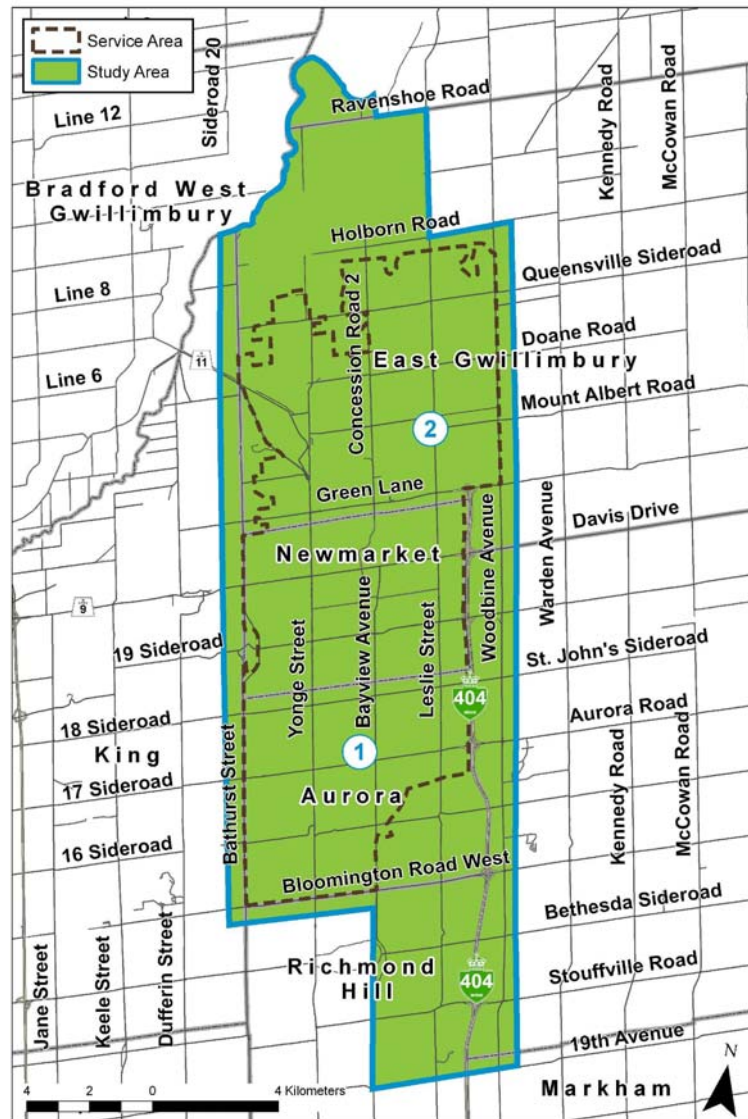 Service Area
Study Area
Sideroad 20
Ravenshoe Road
Line 12
Kennedy Road
McCowan Road
Bradford West
Gwillimbury
Holborn Road
Queensville Sideroad
Line 8
Concession Road 2
Doane Road
11
East Gwillimbury
Line 6
Mount Albert Road
2
Green Lane
Davis Drive
Newmarket
Woodbine Avenue
Warden Avenue
9
19 Sideroad
Yonge Street
Bayview Avenue
Leslie Street
St. John's Sideroad
404
18 Sideroad
Aurora Road
King
1
17 Sideroad
Bathurst Street
Aurora
Kennedy Road
McCowan Road
16 Sideroad
Bloomington Road West
Bethesda Sideroad
Jane Street
Keele Street
Dufferin Street
Richmond
Hill
404
Stouffville Road
19th Avenue
N
4 2 0 4 Kilometers
Markham